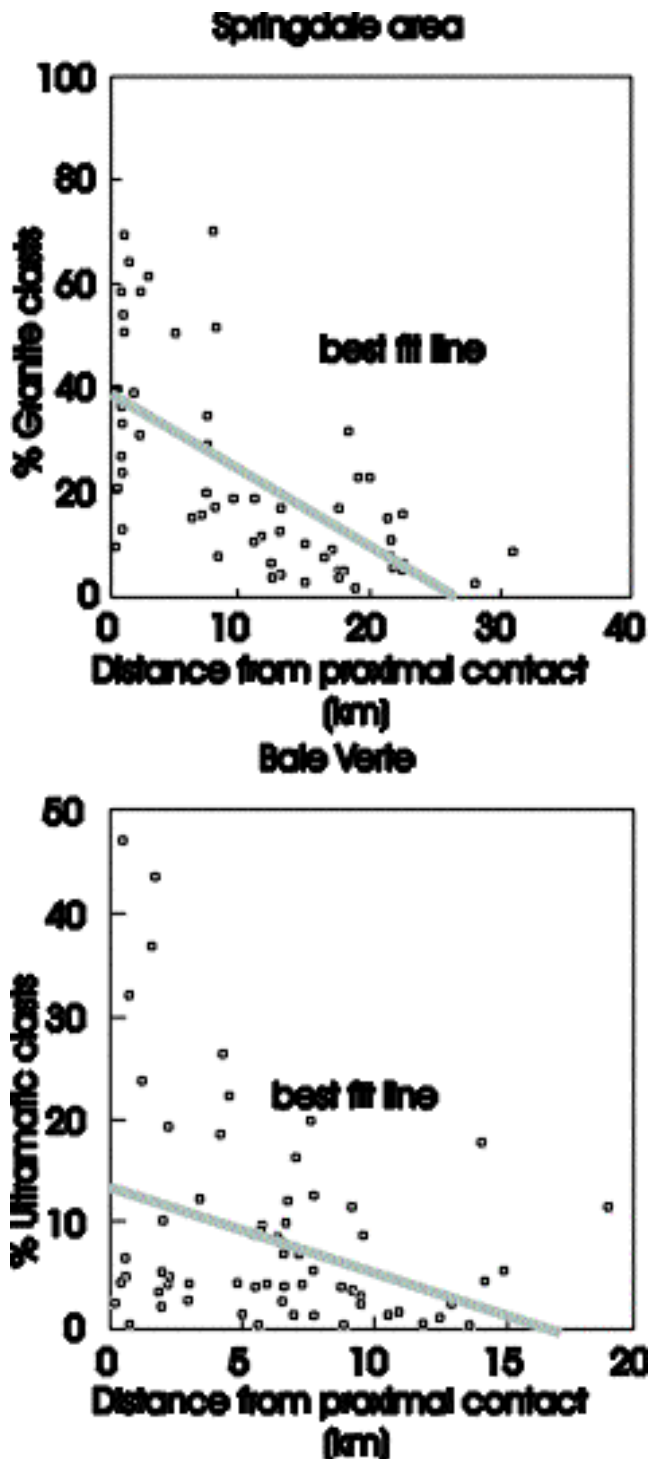 Springdale area
100
80
60
40
20
0
% Granite clasts
best fit line
0 10 20 30 40
Distance from proximal contact
(km)
Baie Verte
50
40
30
20
10
0
% Ultramafic clasts
best fit line
0 5 10 15 20
Distance from proximal contact
(km)